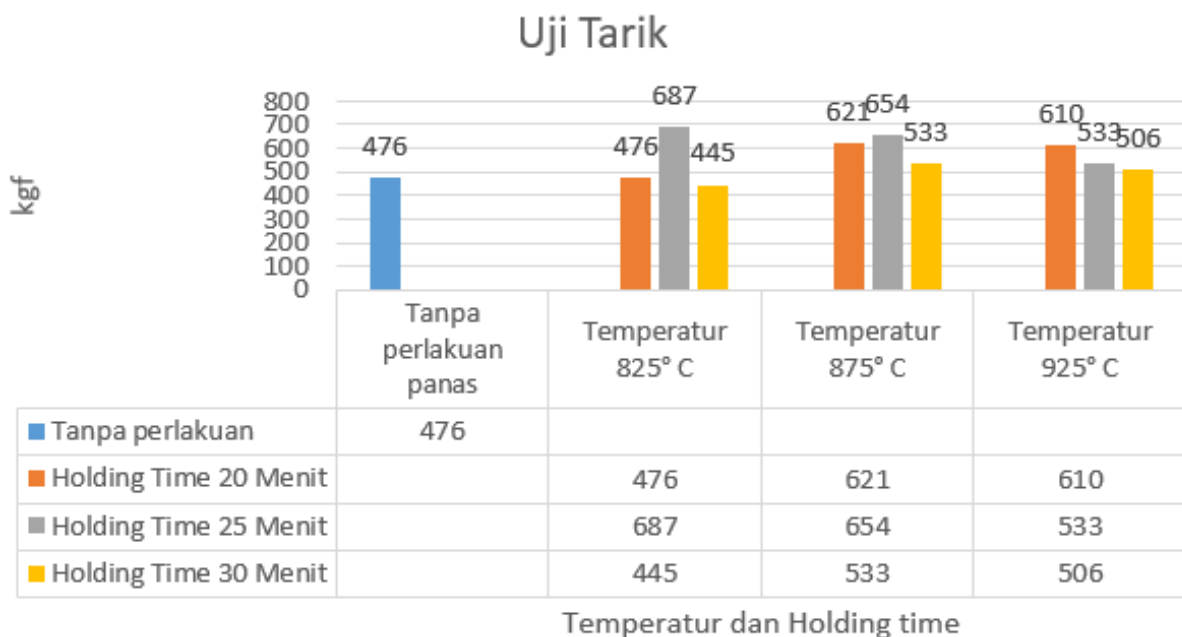 Uji Tarik
kgf
800
700
600
500
400
300
200
100
0
476
476
687
445
621
654
533
610
533
506
Tanpa
perlakuan
panas
Temperatur
825° C
Temperatur
875° C
Temperatur
925° C
Tanpa perlakuan 476
Holding Time 20 Menit 476 621 610
Holding Time 25 Menit 687 654 533
Holding Time 30 Menit 445 533 506
Temperatur dan Holding time